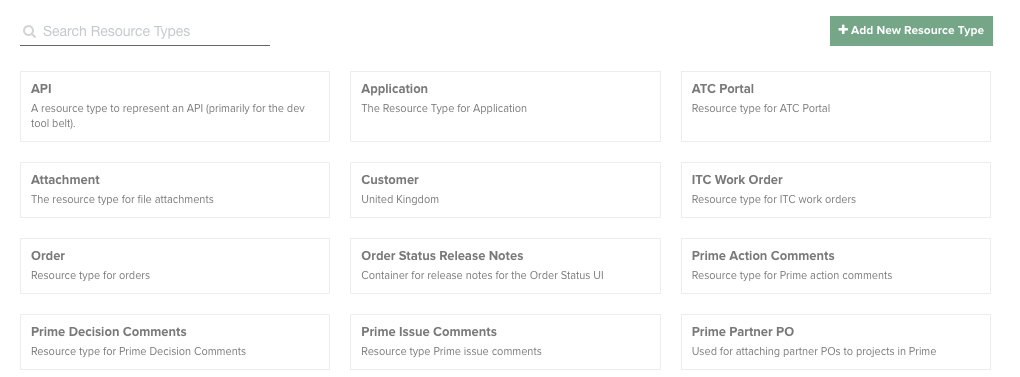 Search Resource Types
+ Add New Resource Type
API
A resource type to represent an API (primarily for the dev
tool belt).
Application
The Resource Type for Application
ATC Portal
Resource type for ATC Portal
Attachment
The resource type for file attachments
Customer
United Kingdom
ITC Work Order
Resource type for ITC work orders
Order
Resource type for orders
Order Status Release Notes
Container for release notes for the Order Status UI
Prime Action Comments
Resource type for Prime action comments
Prime Decision Comments
Resource type for Prime Decision Comments
Prime Issue Comments
Resource type Prime issue comments
Prime Partner PO
Used for attaching partner POs to projects in Prime